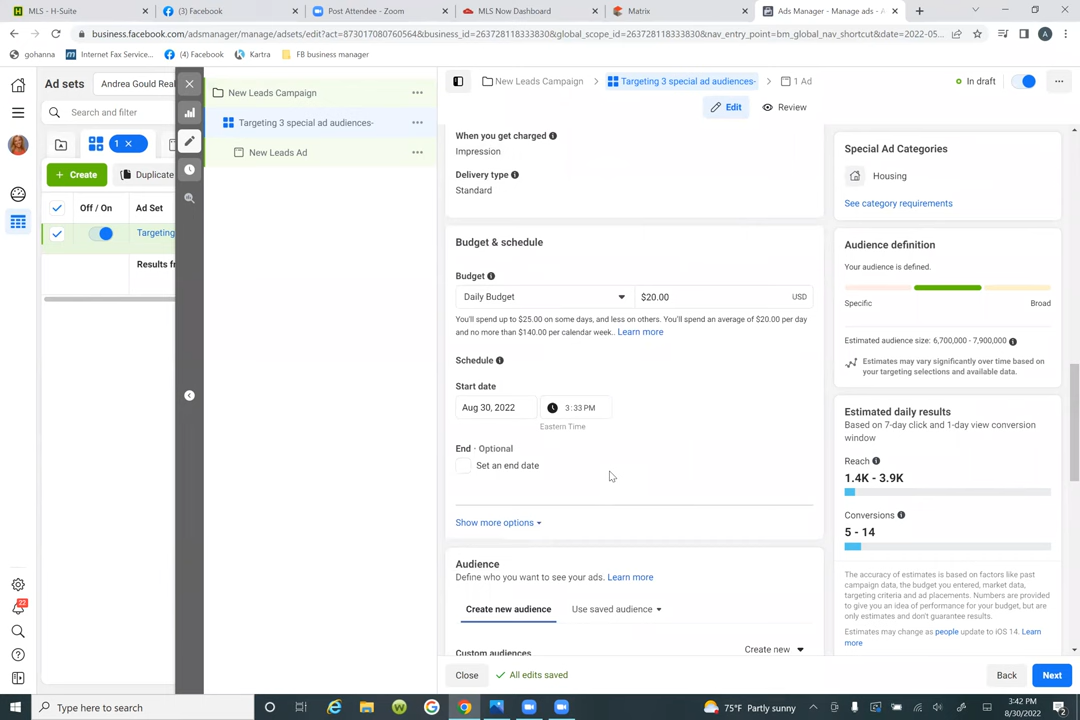 MLS - H-Suite
(3) Facebook
Post Attendee - Zoom
MLS Now Dashboard
Matrix
Ads Manager - Manage ads - A
business.facebook.com/adsmanager/manage/adsets/edit?act=873017080760564&business_id=263728118333830&global_scope_id=263728118333830&nav_entry_point=bm_global_nav_shortcut&date=2022-05...
gohanna
Internet Fax Service...
(4) Facebook
Kartra
FB business manager
Ad sets
Andrea Gould Real
Search and filter
1
+ Create
Duplicate
Off / On
Ad Set
Targeting
Results fr
New Leads Campaign
Targeting 3 special ad audiences-
New Leads Ad
New Leads Campaign
Targeting 3 special ad audiences-
1 Ad
In draft
Edit
Review
When you get charged
Impression
Delivery type
Standard
Budget & schedule
Budget
Daily Budget
$20.00
USD
You'll spend up to $25.00 on some days, and less on others. You'll spend an average of $20.00 per day
and no more than $140.00 per calendar week.. Learn more
Schedule
Start date
Aug 30, 2022
3:33 PM
Eastern Time
End · Optional
Set an end date
Show more options
Audience
Define who you want to see your ads. Learn more
Create new audience
Use saved audience
Custom audiences
Create new
Close
All edits saved
Back
Next
Special Ad Categories
Housing
See category requirements
Audience definition
Your audience is defined.
Specific
Broad
Estimated audience size: 6,700,000 - 7,900,000
Estimates may vary significantly over time based on
your targeting selections and available data.
Estimated daily results
Based on 7-day click and 1-day view conversion
window
Reach
1.4K - 3.9K
Conversions
5 - 14
The accuracy of estimates is based on factors like past
campaign data, the budget you entered, market data,
targeting criteria and ad placements. Numbers are provided
to give you an idea of performance for your budget, but are
only estimates and don't guarantee results.
Estimates may change as people update to iOS 14. Learn
more
22
Type here to search
75°F Partly sunny
3:42 PM
8/30/2022
2